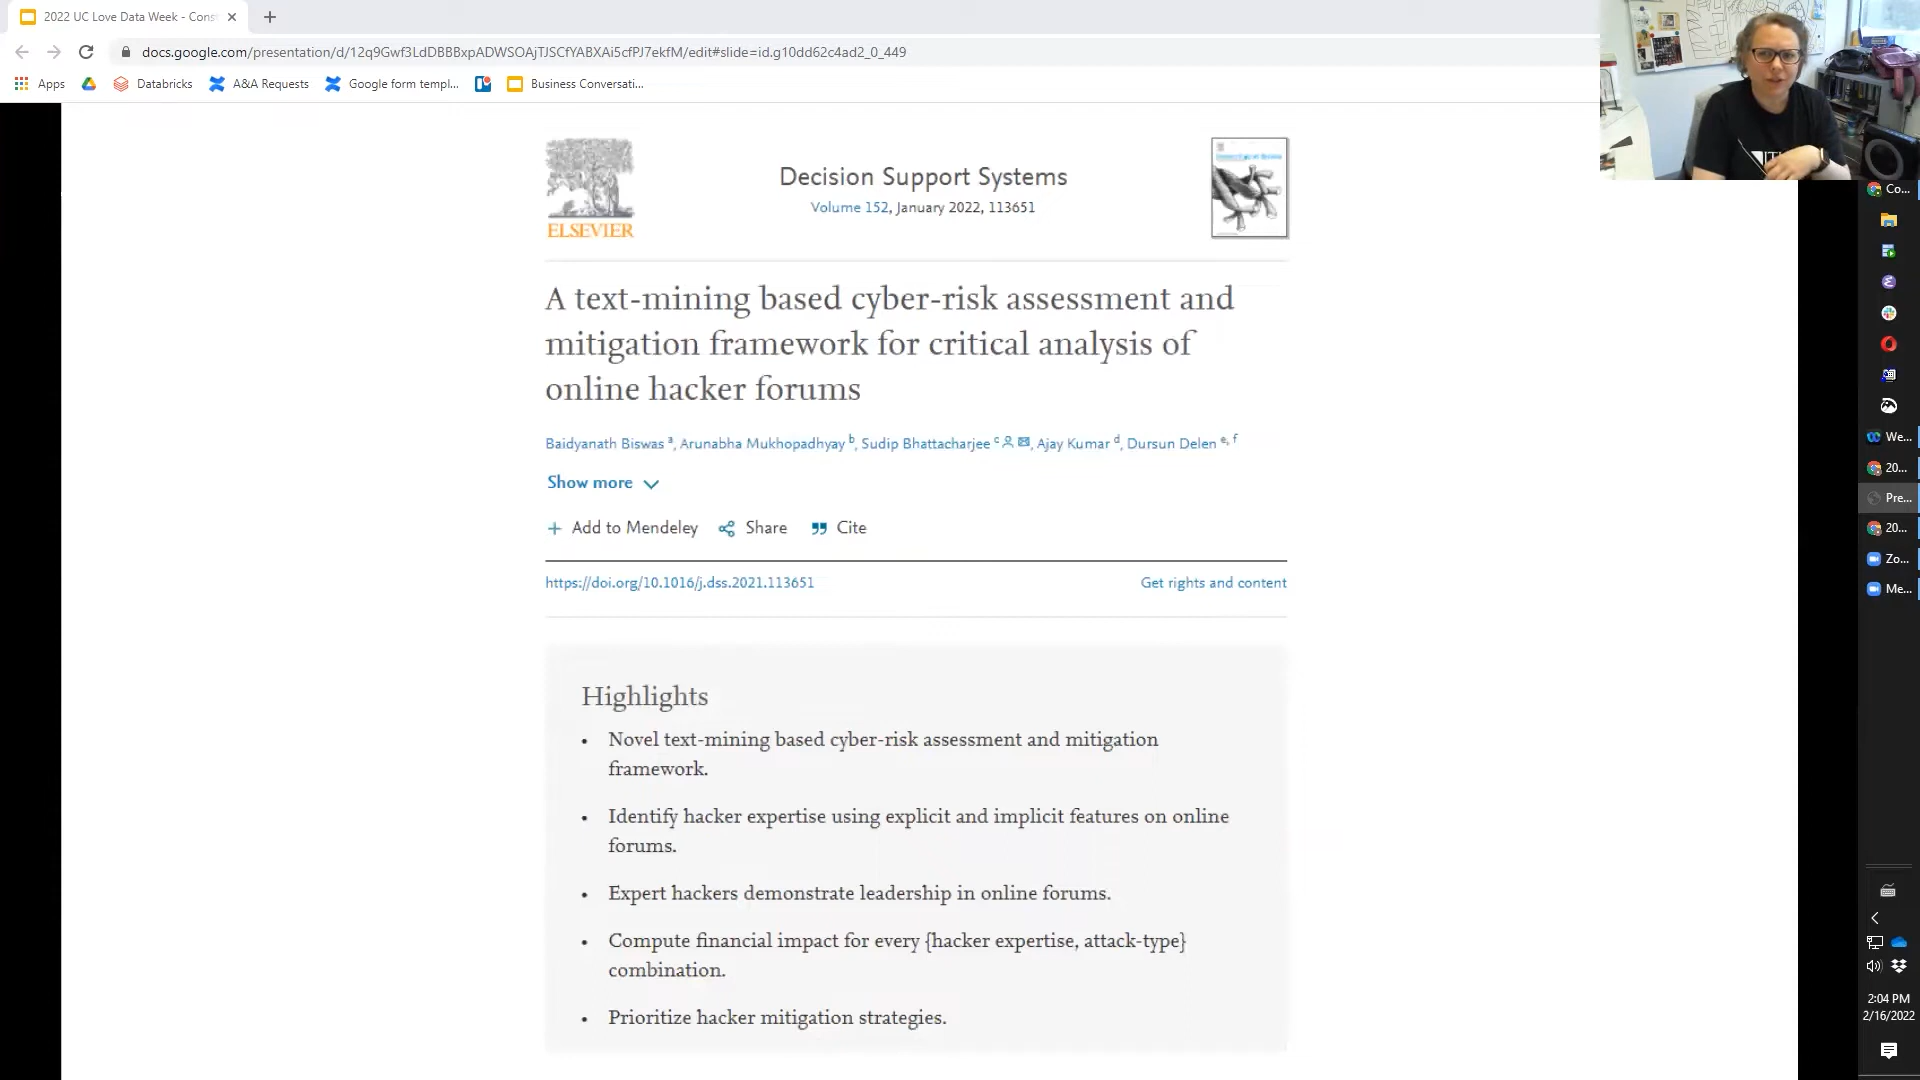 2022 UC Love Data Week - Cons
docs.google.com/presentation/d/12q9Gwf3LdDBBBxpADWSOAjTJSCfYABXAi5cfPJ7ekfM/edit#slide=id.g10dd62c4ad2_0_449
Apps Databricks A&A Requests Google form templ... Business Conversati...
ELSEVIER
Decision Support Systems
Volume 152, January 2022, 113651
A text-mining based cyber-risk assessment and
mitigation framework for critical analysis of
online hacker forums
Baidyanath Biswas a, Arunabha Mukhopadhyay b, Sudip Bhattacharjee c, Ajay Kumar d, Dursun Delen e, f
Show more
+ Add to Mendeley Share Cite
https://doi.org/10.1016/j.dss.2021.113651 Get rights and content
Highlights
• Novel text-mining based cyber-risk assessment and mitigation
framework.
• Identify hacker expertise using explicit and implicit features on online
forums.
• Expert hackers demonstrate leadership in online forums.
• Compute financial impact for every {hacker expertise, attack-type}
combination.
• Prioritize hacker mitigation strategies.
Co...
We...
20...
Pre...
20...
Zo...
Me...
2:04 PM
2/16/2022